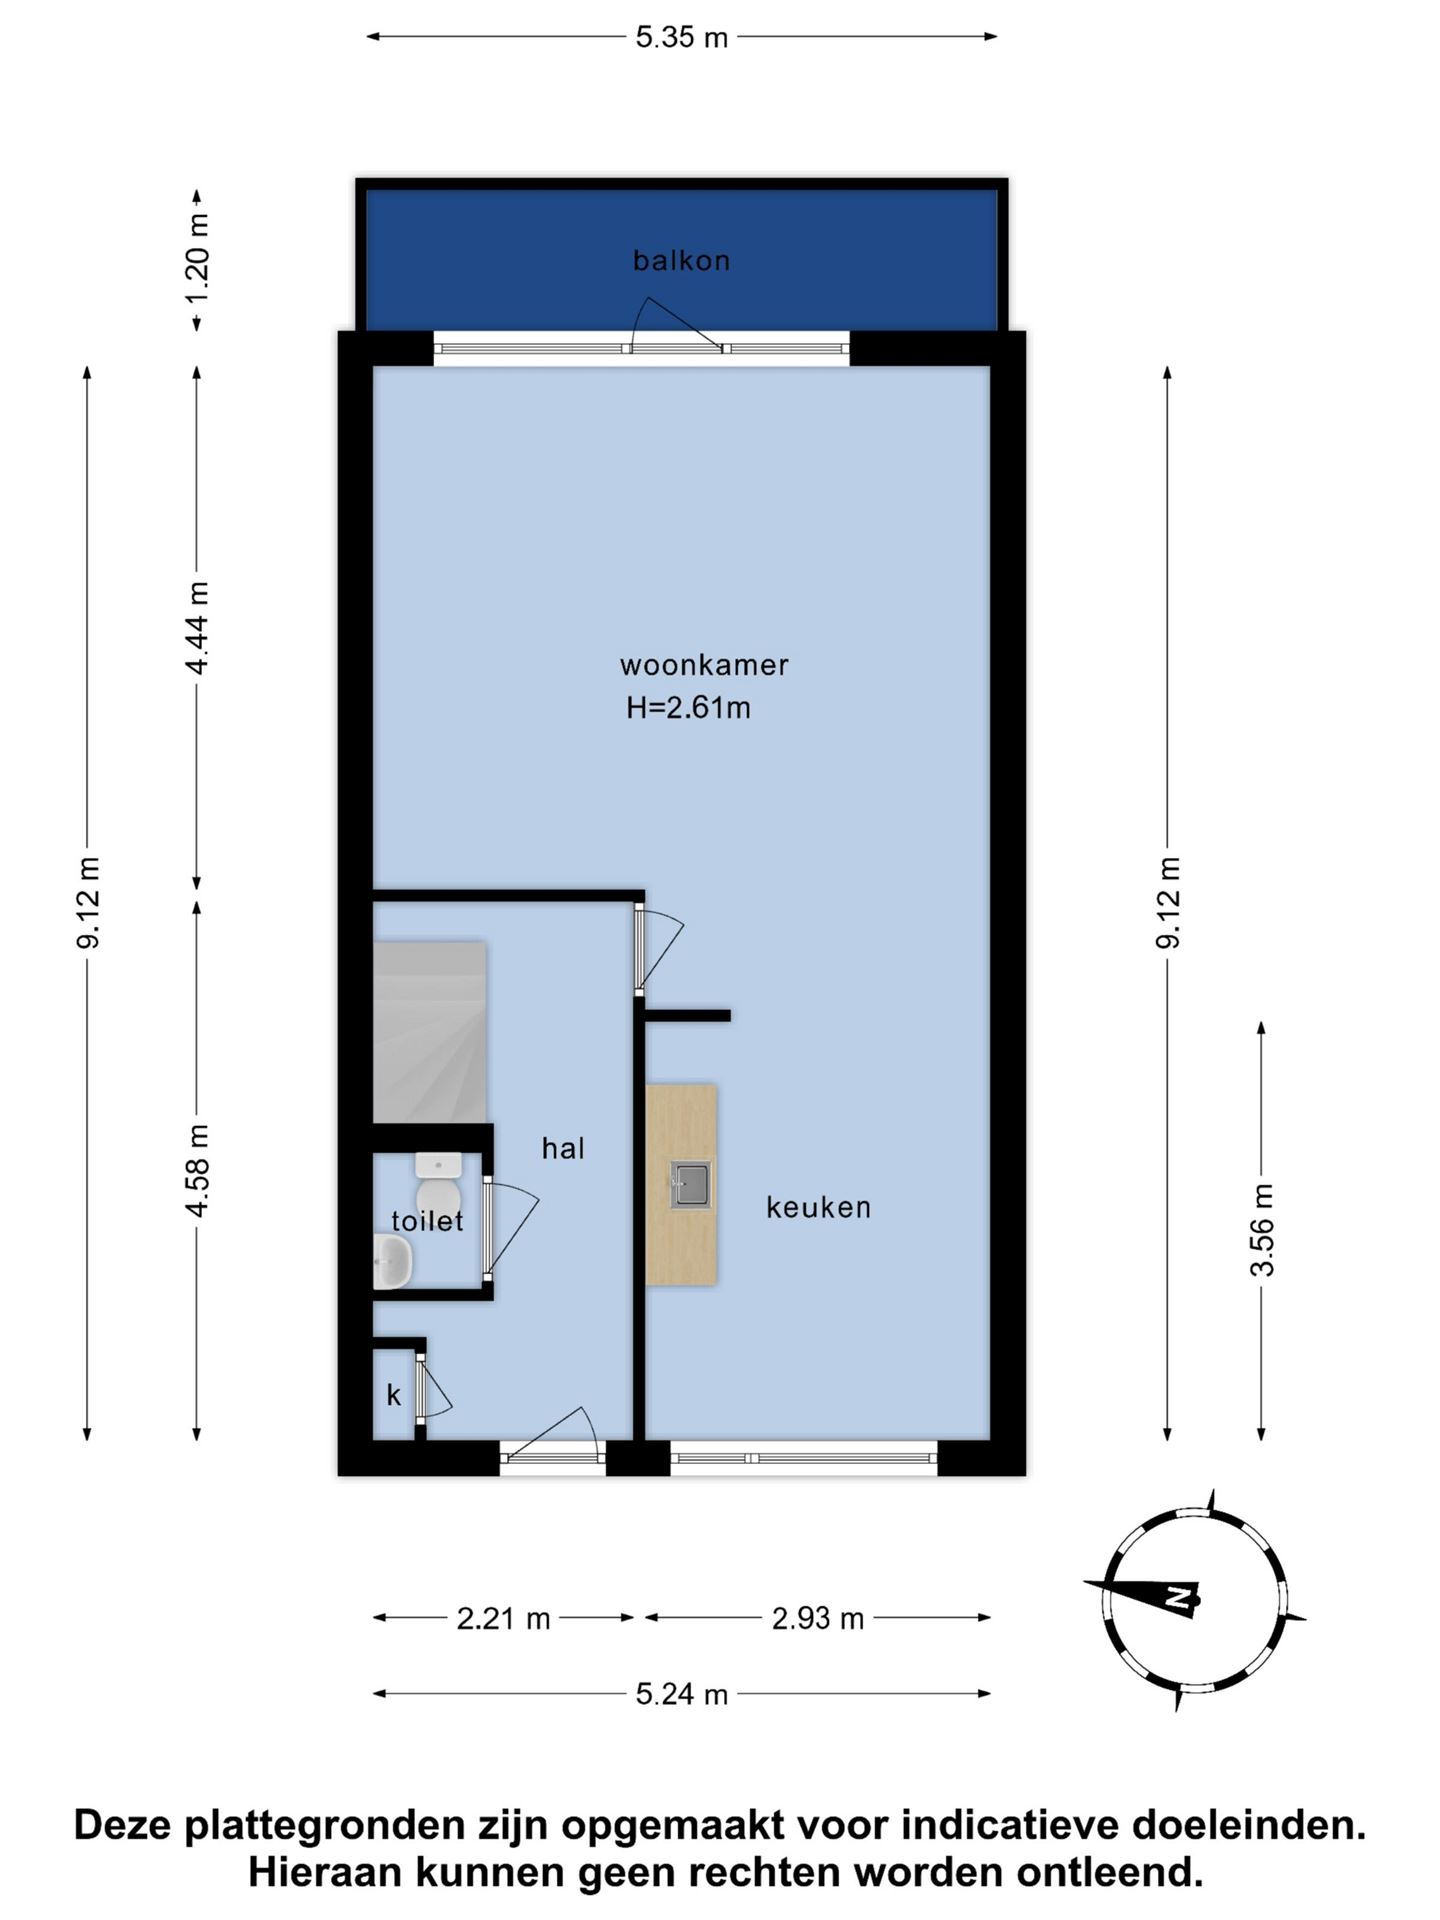 5.35 m
1.20 m
balkon
4.44 m
woonkamer
H=2.61m
9.12 m
9.12 m
4.58 m
hal
toilet
keuken
3.56 m
k
N
2.21 m
2.93 m
5.24 m
Deze plattegronden zijn opgemaakt voor indicatieve doeleinden.
Hieraan kunnen geen rechten worden ontleend.